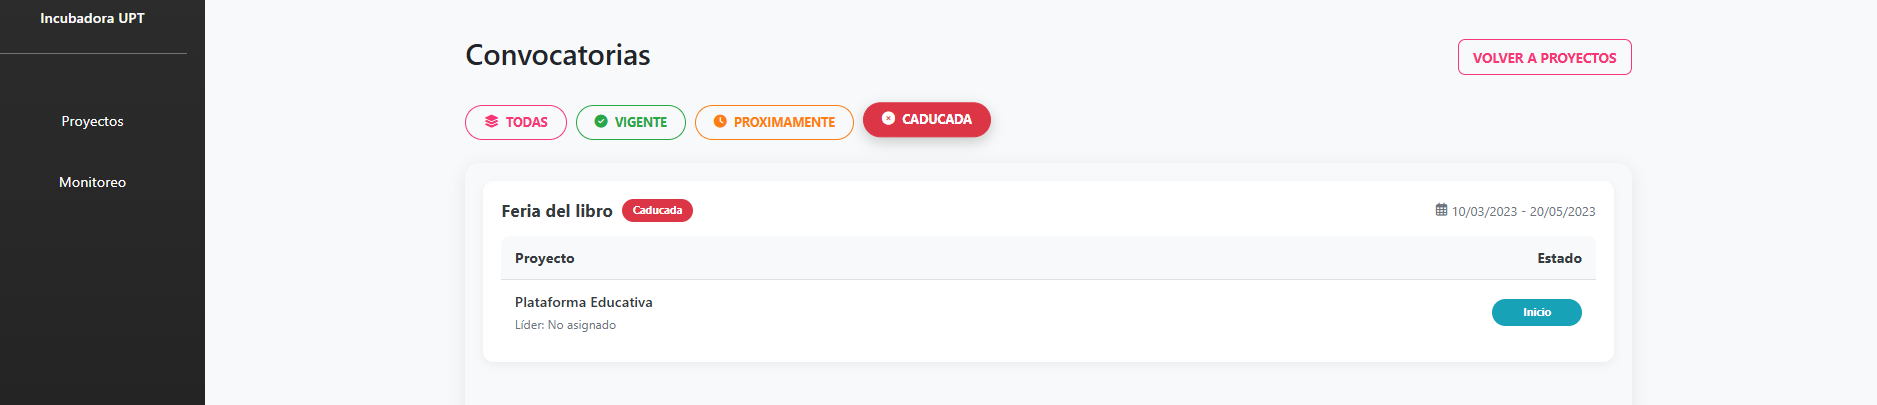 Incubadora UPT
Proyectos
Monitoreo
Convocatorias
VOLVER A PROYECTOS
TODAS
VIGENTE
PROXIMAMENTE
CADUCADA
Feria del libro
Caducada
10/03/2023 - 20/05/2023
Proyecto
Estado
Plataforma Educativa
Líder: No asignado
Inicio